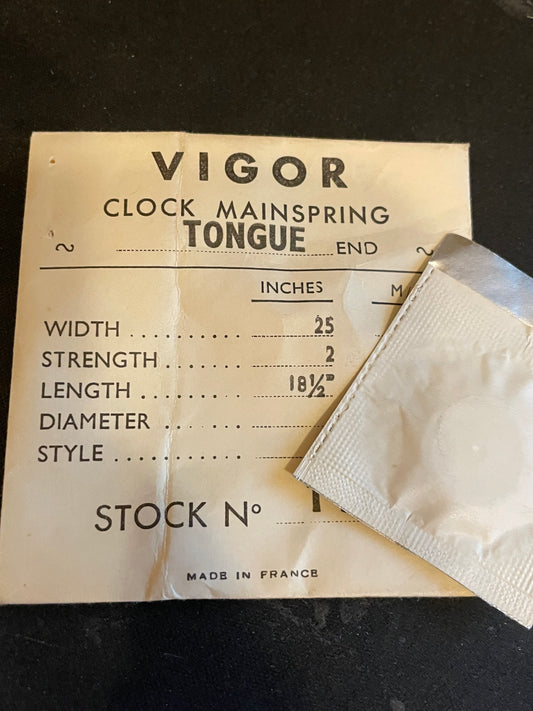 VIGOR
CLOCK MAINSPRING
~ TONGUE END ~
INCHES
WIDTH .......... 25
STRENGTH ........ 2
LENGTH .......... 18½"
DIAMETER .. .....
STYLE ............
STOCK Nº
MADE IN FRANCE